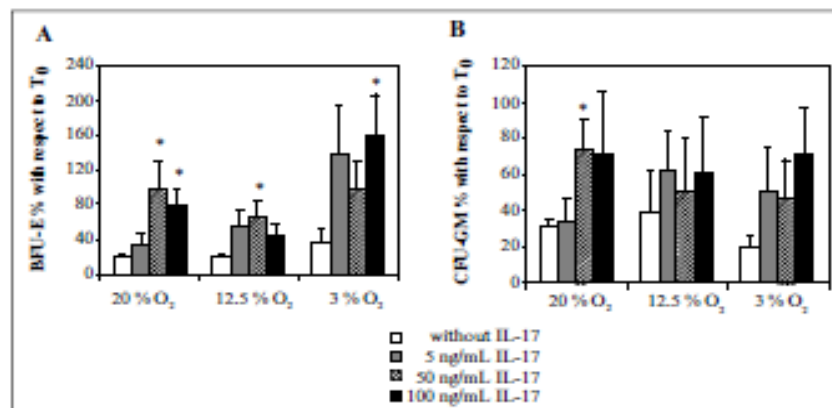 A
BFU-E % with respect to T0
240
200
160
120
80
40
0
*
*
*
*
20 % O2
12.5 % O2
3 % O2
B
CFU-GM % with respect to T0
120
100
80
60
40
20
0
*
20 % O2
12.5 % O2
3 % O2
without IL-17
5 ng/mL IL-17
50 ng/mL IL-17
100 ng/mL IL-17